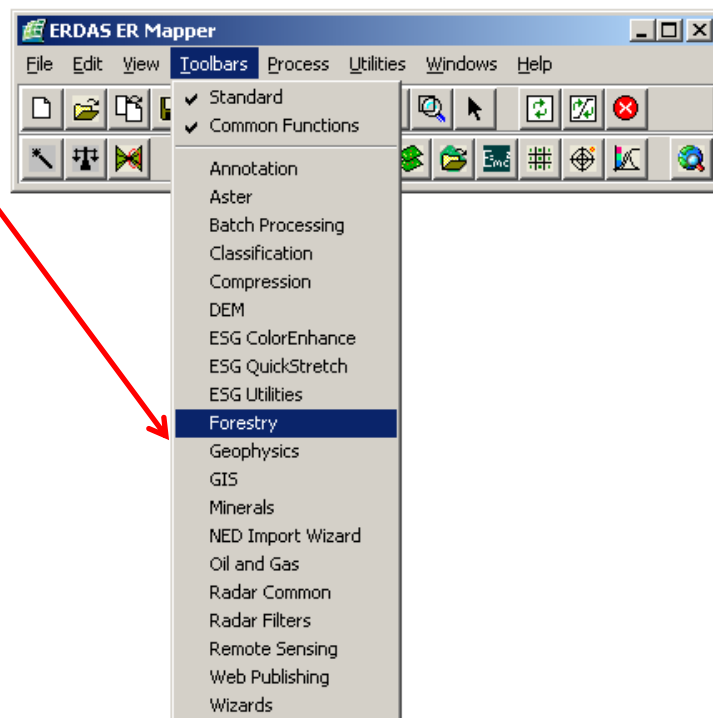 ERDAS ER Mapper
File Edit View Toolbars Process Utilities Windows Help
Standard
Common Functions
Annotation
Aster
Batch Processing
Classification
Compression
DEM
ESG ColorEnhance
ESG QuickStretch
ESG Utilities
Forestry
Geophysics
GIS
Minerals
NED Import Wizard
Oil and Gas
Radar Common
Radar Filters
Remote Sensing
Web Publishing
Wizards